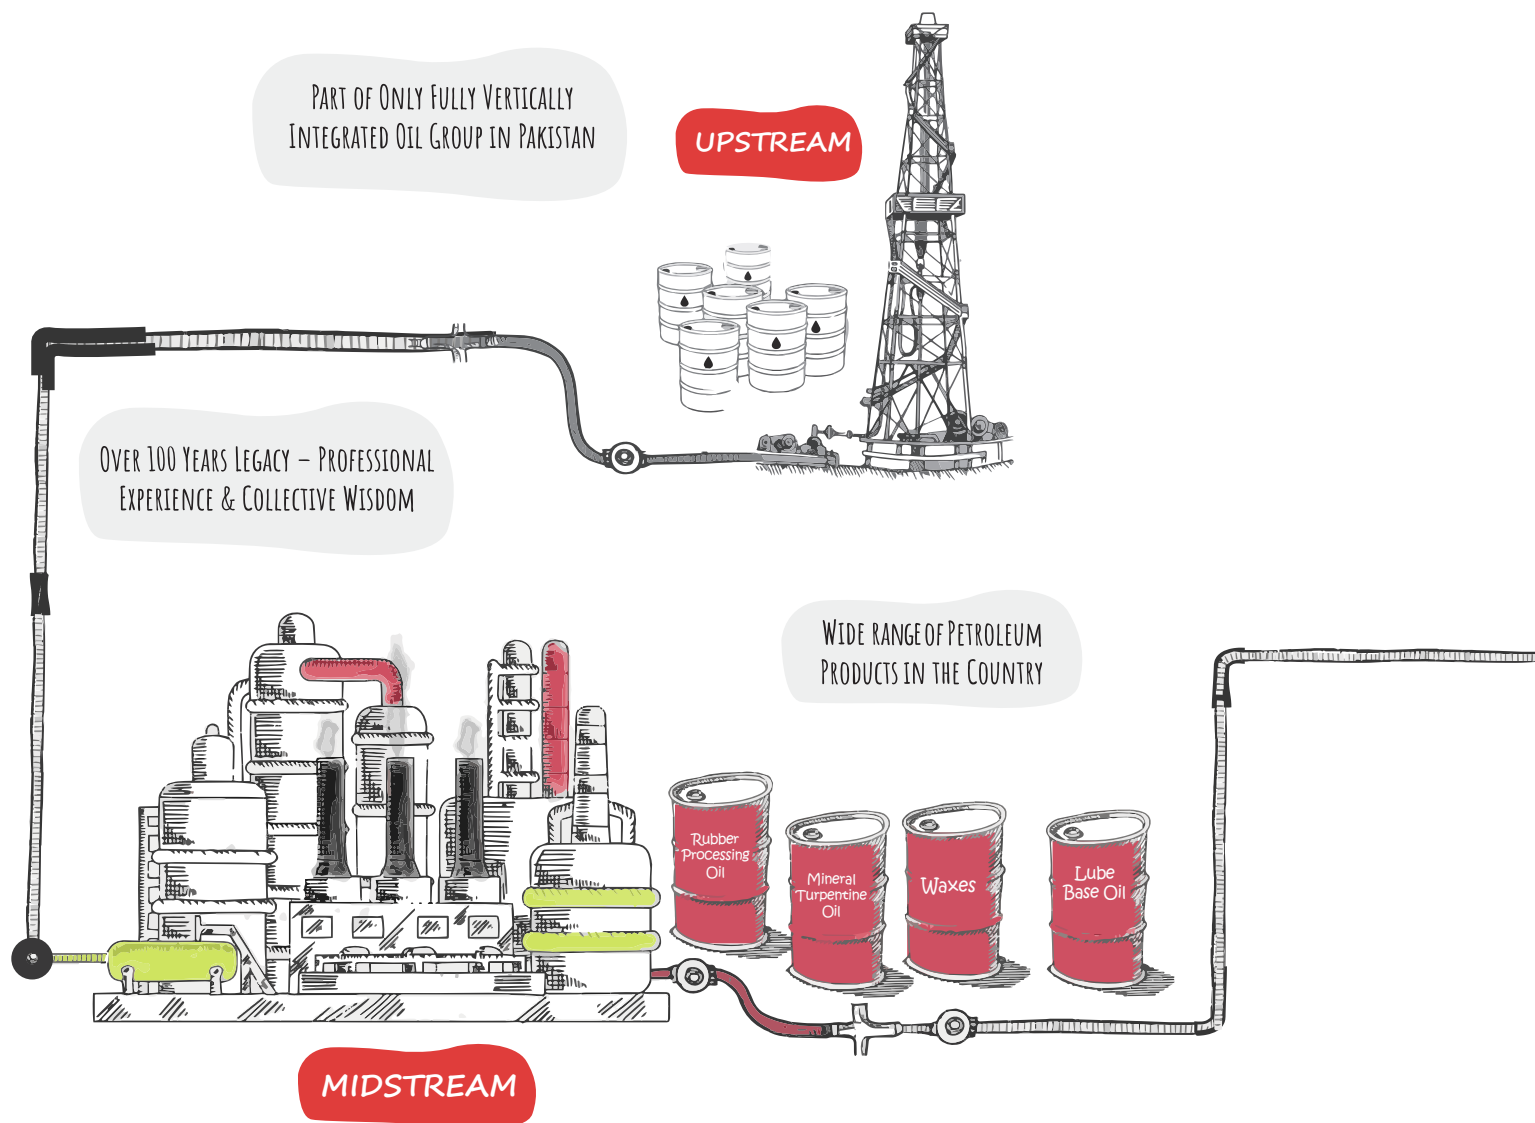 PART OF ONLY FULLY VERTICALLY
INTEGRATED OIL GROUP IN PAKISTAN
UPSTREAM
OVER 100 YEARS LEGACY – PROFESSIONAL
EXPERIENCE & COLLECTIVE WISDOM
WIDE RANGE OF PETROLEUM
PRODUCTS IN THE COUNTRY
Rubber
Processing
Oil
Mineral
Turpentine
Oil
Waxes
Lube
Base Oil
MIDSTREAM